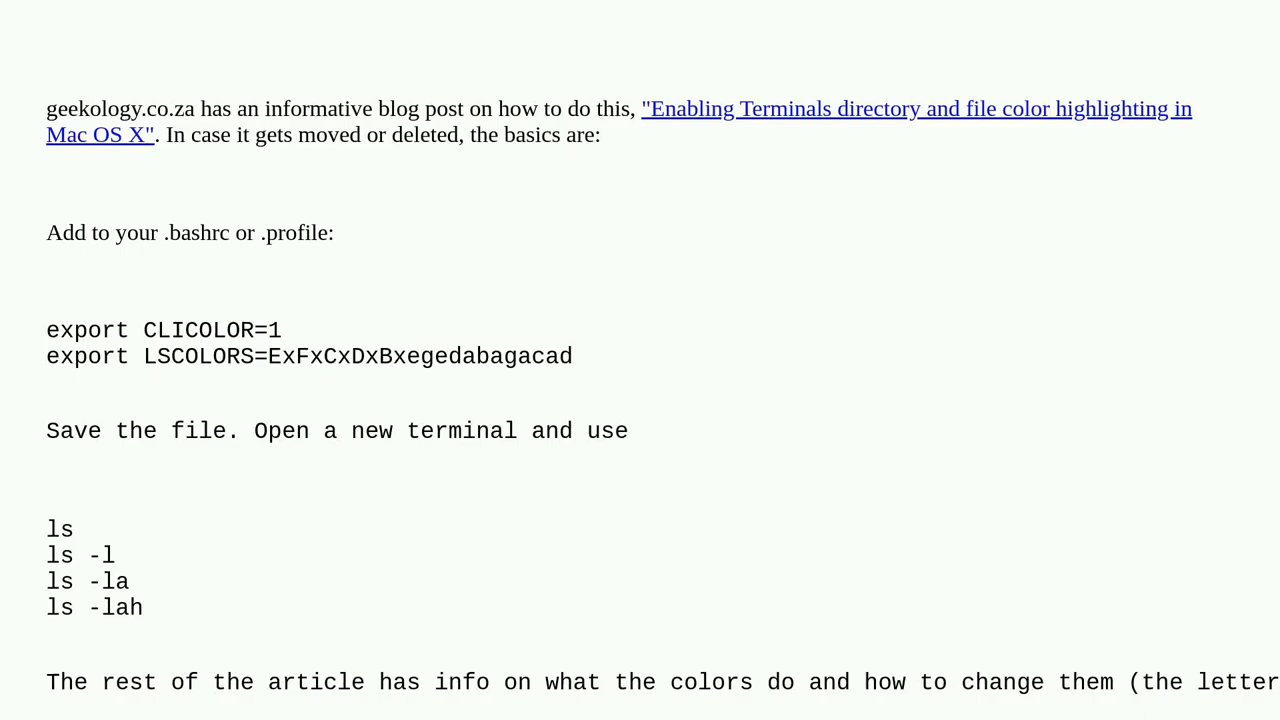 geekology.co.za has an informative blog post on how to do this, "Enabling Terminals directory and file color highlighting in
Mac OS X". In case it gets moved or deleted, the basics are:
Add to your .bashrc or .profile:
export CLICOLOR=1
export LSCOLORS=ExFxCxDxBxegedabagacad
Save the file. Open a new terminal and use
ls
ls -l
ls -la
ls -lah
The rest of the article has info on what the colors do and how to change them (the letter